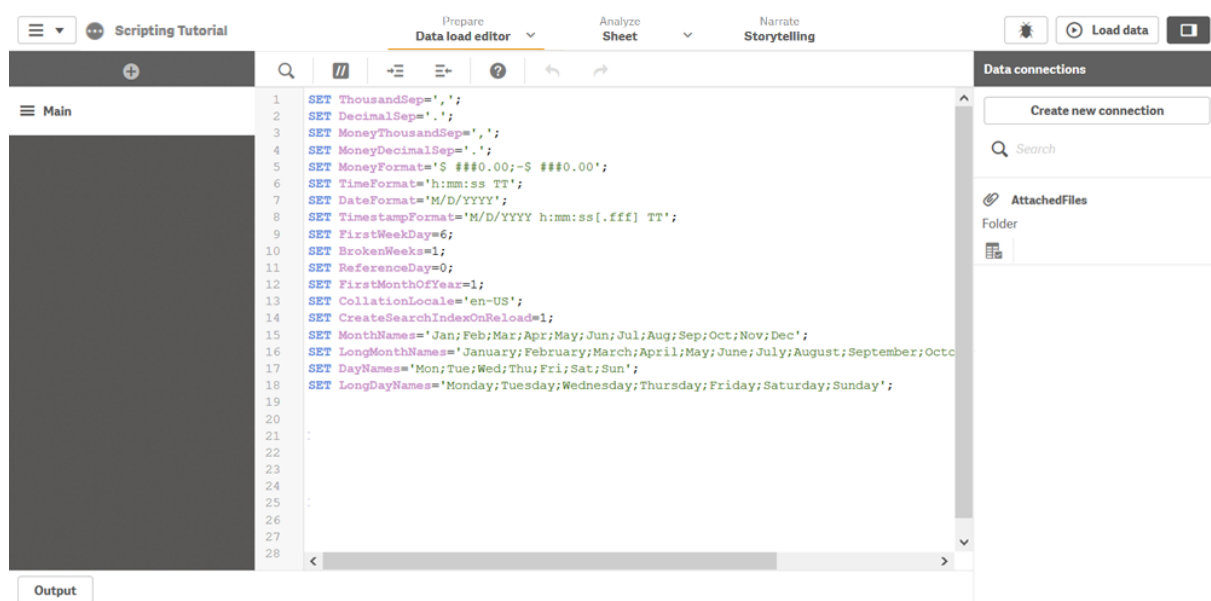 Prepare
Analyze
Narrate
Scripting Tutorial
Data load editor
Sheet
Storytelling
Load data
//
?
Data connections
Main
Create new connection
Search
AttachedFiles
Folder
1 SET ThousandSep=',';
2 SET DecimalSep='.';
3 SET MoneyThousandSep=',';
4 SET MoneyDecimalSep='.';
5 SET MoneyFormat='$ ###0.00;-$ ###0.00';
6 SET TimeFormat='h:mm:ss TT';
7 SET DateFormat='M/D/YYYY';
8 SET TimestampFormat='M/D/YYYY h:mm:ss[.fff] TT';
9 SET FirstWeekDay=6;
10 SET BrokenWeeks=1;
11 SET ReferenceDay=0;
12 SET FirstMonthOfYear=1;
13 SET CollationLocale='en-US';
14 SET CreateSearchIndexOnReload=1;
15 SET MonthNames='Jan;Feb;Mar;Apr;May;Jun;Jul;Aug;Sep;Oct;Nov;Dec';
16 SET LongMonthNames='January;February;March;April;May;June;July;August;September;Octo
17 SET DayNames='Mon;Tue;Wed;Thu;Fri;Sat;Sun';
18 SET LongDayNames='Monday;Tuesday;Wednesday;Thursday;Friday;Saturday;Sunday';
19
20
21
22
23
24
25
26
27
28
Output